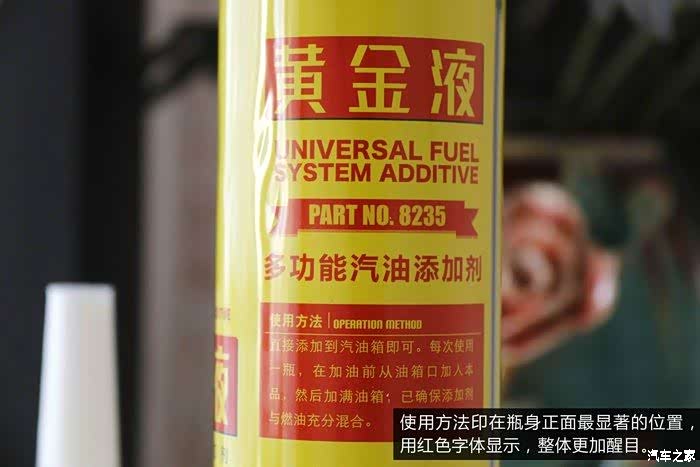 黄金液
UNIVERSAL FUEL
SYSTEM ADDITIVE
PART NO. 8235
多功能汽油添加剂
使用方法 | OPERATION METHOD
直接添加到汽油箱即可。每次使用
一瓶，在加油前从油箱口加入本
品，然后加满油箱；已确保添加剂
与燃油充分混合。
液
剂
使用方法印在瓶身正面最显著的位置，
用红色字体显示，整体更加醒目。
汽车之家